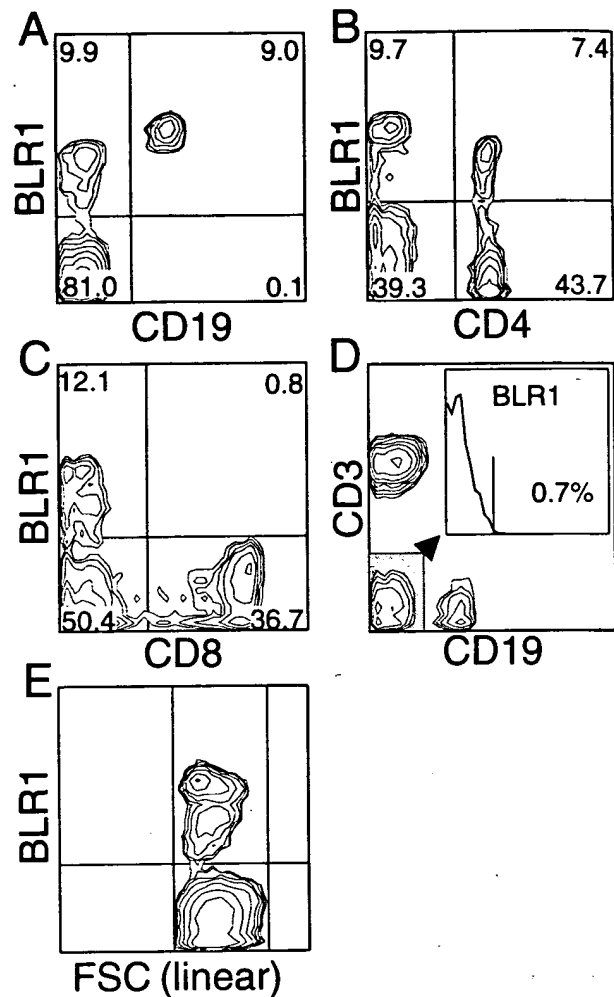 A
9.9 9.0
BLR1
81.0 0.1
CD19
B
9.7 7.4
BLR1
39.3 43.7
CD4
C
12.1 0.8
BLR1
50.4 36.7
CD8
D
BLR1
0.7%
CD3
CD19
E
BLR1
FSC (linear)